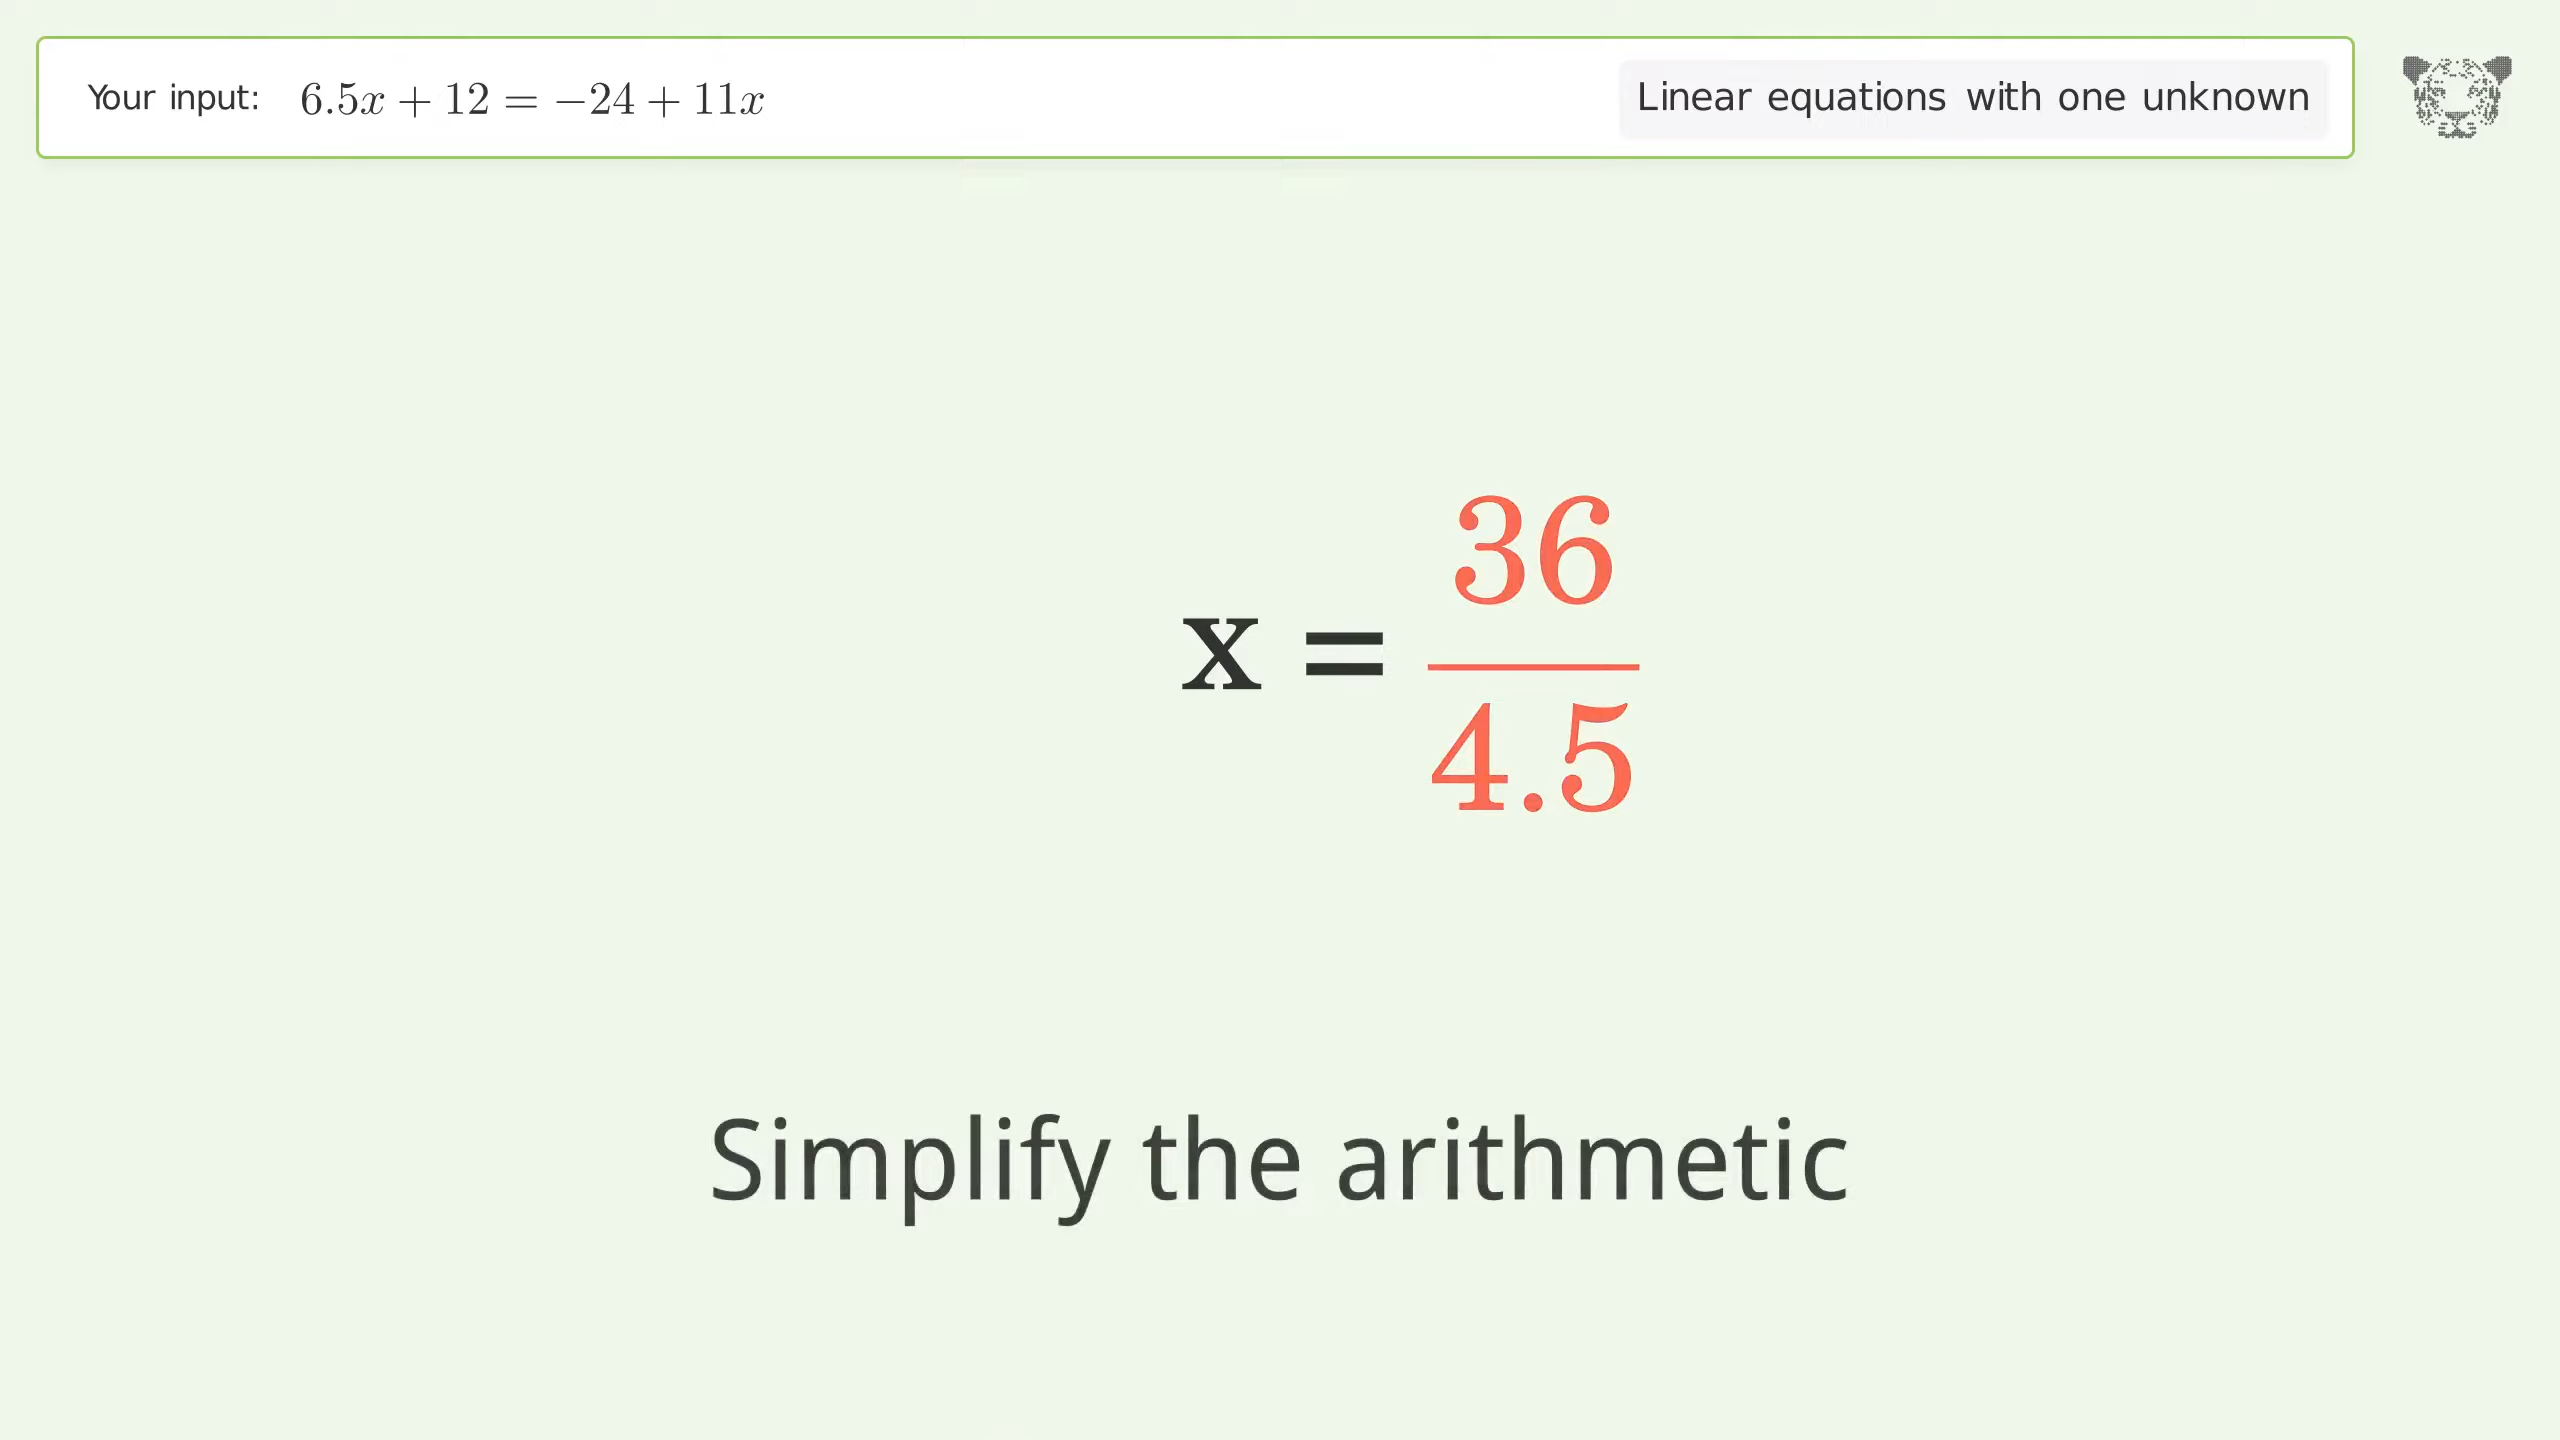 Your input: 6.5x + 12 = −24 + 11x
Linear equations with one unknown
x = 36/4.5
Simplify the arithmetic